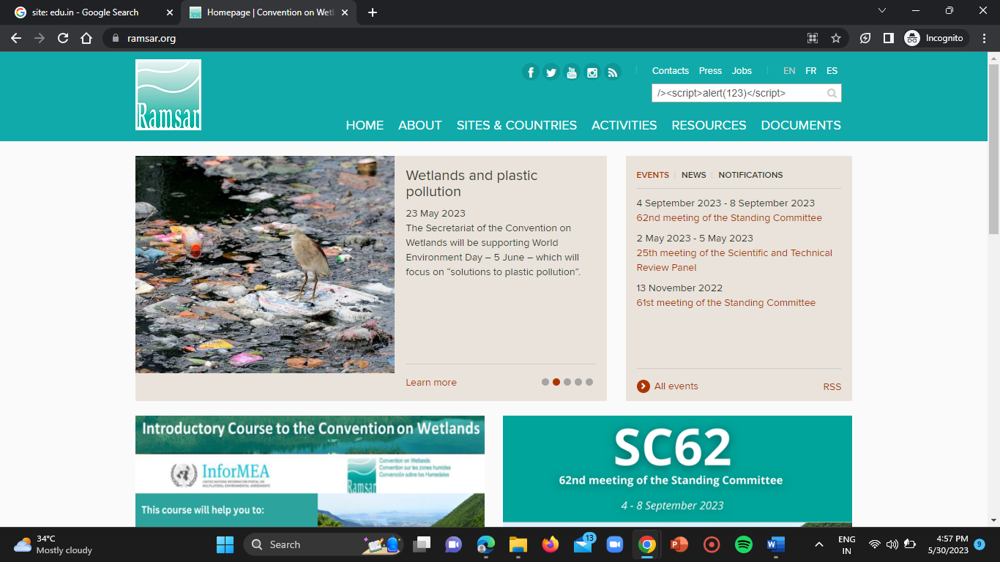 site: edu.in - Google Search
Homepage | Convention on Wetl
ramsar.org
Incognito
Ramsar
Contacts Press Jobs EN FR ES
/><script>alert(123)</script>
HOME ABOUT SITES & COUNTRIES ACTIVITIES RESOURCES DOCUMENTS
Wetlands and plastic
pollution
23 May 2023
The Secretariat of the Convention on
Wetlands will be supporting World
Environment Day – 5 June – which will
focus on “solutions to plastic pollution”.
Learn more
EVENTS NEWS NOTIFICATIONS
4 September 2023 - 8 September 2023
62nd meeting of the Standing Committee
2 May 2023 - 5 May 2023
25th meeting of the Scientific and Technical
Review Panel
13 November 2022
61st meeting of the Standing Committee
All events RSS
Introductory Course to the Convention on Wetlands
InforMEA
UNITED NATIONS INFORMATION PORTAL ON
MULTILATERAL ENVIRONMENTAL AGREEMENTS
Ramsar
Convention on Wetlands
Convention sur les zones humides
Convención sobre los Humedales
This course will help you to:
SC62
62nd meeting of the Standing Committee
4 - 8 September 2023
34°C
Mostly cloudy
Search
13
ENG
IN
4:57 PM
5/30/2023
9